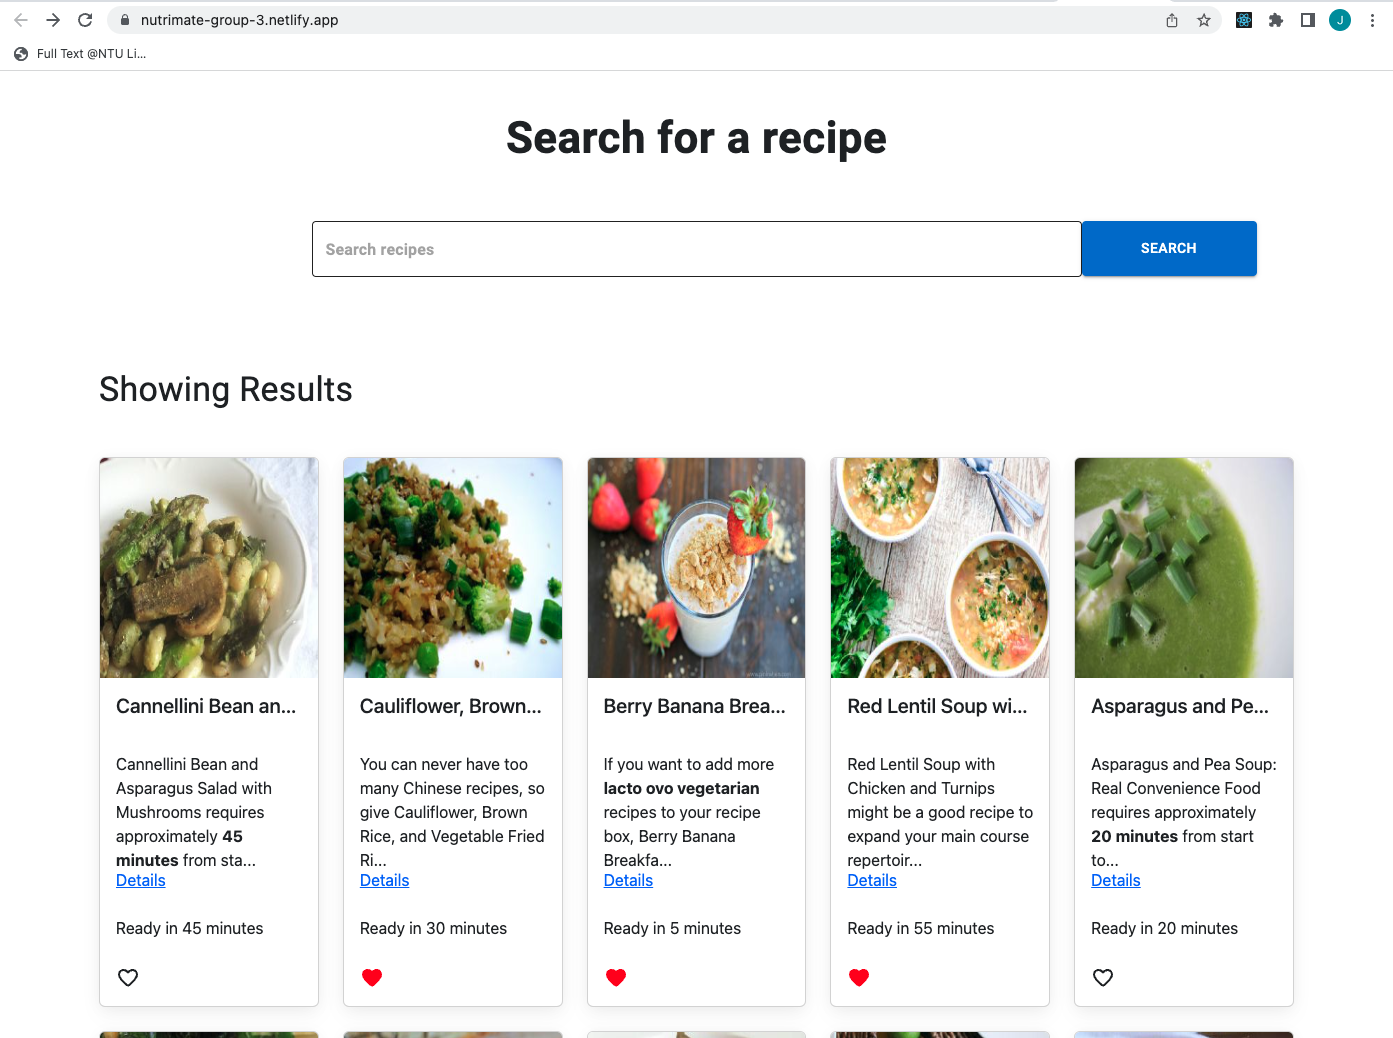 nutrimate-group-3.netlify.app
J
Full Text @NTU Li...
Search for a recipe
Search recipes
SEARCH
Showing Results
Cannellini Bean an...
Cannellini Bean and
Asparagus Salad with
Mushrooms requires
approximately 45
minutes from sta...
Details
Ready in 45 minutes
Cauliflower, Brown...
You can never have too
many Chinese recipes, so
give Cauliflower, Brown
Rice, and Vegetable Fried
Ri...
Details
Ready in 30 minutes
Berry Banana Brea...
If you want to add more
lacto ovo vegetarian
recipes to your recipe
box, Berry Banana
Breakfa...
Details
Ready in 5 minutes
Red Lentil Soup wi...
Red Lentil Soup with
Chicken and Turnips
might be a good recipe to
expand your main course
repertoir...
Details
Ready in 55 minutes
Asparagus and Pe...
Asparagus and Pea Soup:
Real Convenience Food
requires approximately
20 minutes from start
to...
Details
Ready in 20 minutes